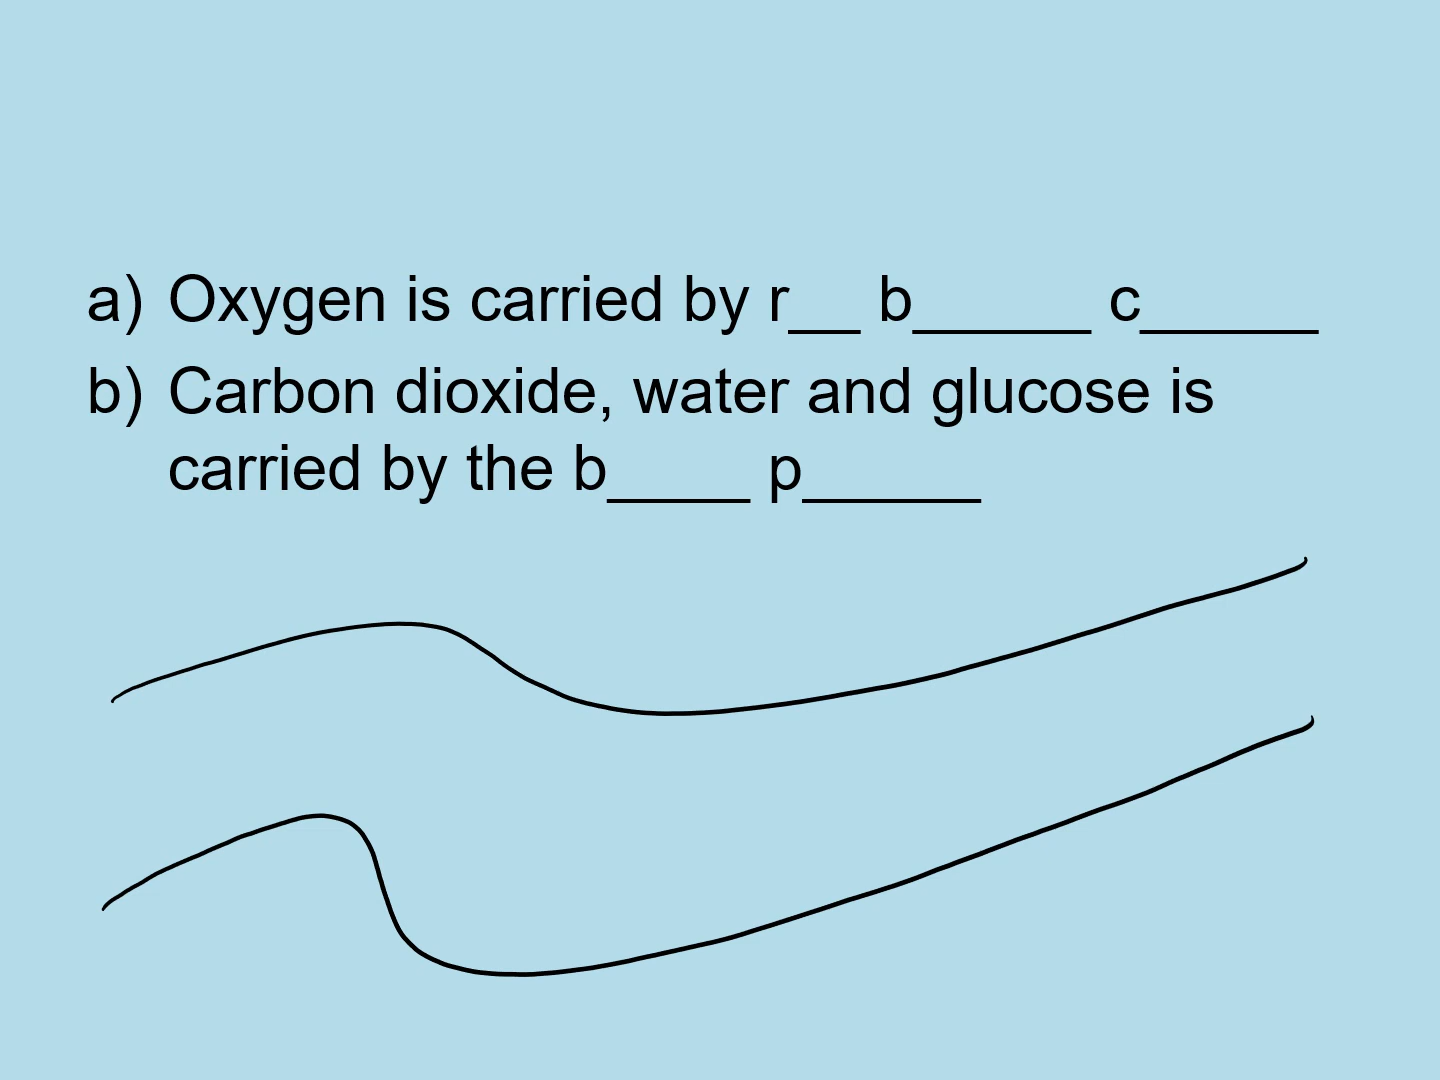 a) Oxygen is carried by r__ b_____ c_____
b) Carbon dioxide, water and glucose is
carried by the b____ p_____